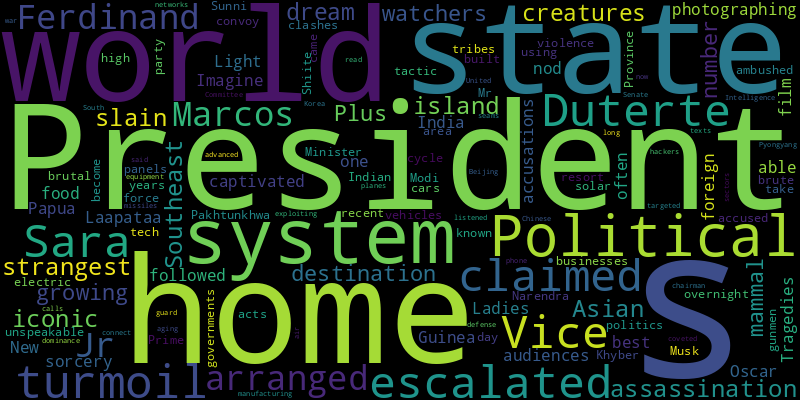 Ferdinand
world
Sunni
networks
convoy
dream
clashes
watchers
state
creatures
photographing
war
high
party
Light
Imagine
Committee
Shiite
came
read
tactic
nod
tribes
built
Mr
United
violence
using
now
Province
Senate
number
ambushed
Intelligence
film
President
slain
Marcos
South
Korea
Plus
island
India
area
seams
Duterte
long
texts
Pyongyang
hackers
Southeast
brutal
food
Papua
become
panels
years
force
missiles
said
equipment
advanced
captivated
Minister
one
Indian
planes
Modi
cars
cycle
Beijing
accusations
resort
solar
often
targeted
foreign
able
brute
take
accused
sectors
Laapataa
Pakhtunkhwa
recent
vehicles
exploiting
listened
Chinese
Sara
tech
system
known
Political
strangest
electric
followed
destination
claimed
phone
businesses
S
chairman
overnight
mammal
growing
iconic
calls
unspeakable
dominance
New
Jr
connect
sorcery
home
governments
guard
aging
Prime
acts
air
Guinea
day
defense
Ladies
Vice
audiences
Narendra
Asian
politics
best
Khyber
coveted
Musk
Oscar
gunmen
Tragedies
turmoil
arranged
manufacturing
escalated
assassination